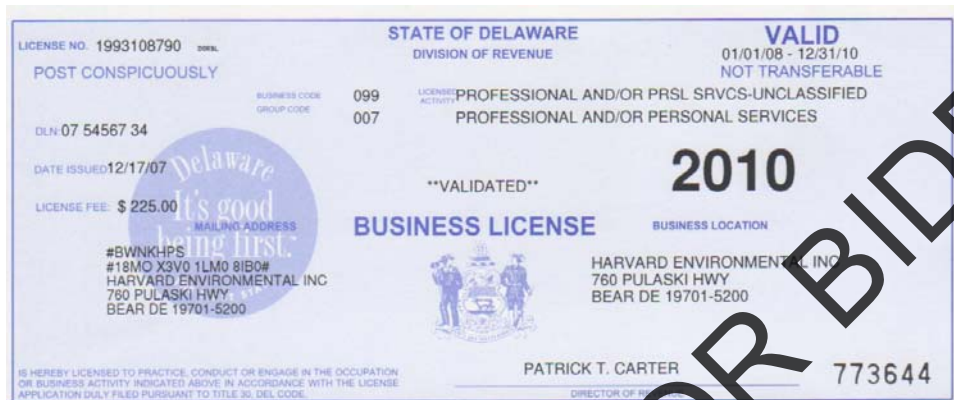 LICENSE NO. 1993108790
POST CONSPICUOUSLY
STATE OF DELAWARE
DIVISION OF REVENUE
VALID
01/01/08 - 12/31/10
NOT TRANSFERABLE
BUSINESS CODE 099 LICENSED ACTIVITY PROFESSIONAL AND/OR PRSL SRVCS-UNCLASSIFIED
GROUP CODE 007 PROFESSIONAL AND/OR PERSONAL SERVICES
DLN: 07 54567 34
DATE ISSUED 12/17/07
LICENSE FEE: $ 225.00
Delaware
It's good
being first.
**VALIDATED**
2010
BUSINESS LICENSE
MAILING ADDRESS
#BWNKHPS
#18MO X3V0 1LM0 8IB0#
HARVARD ENVIRONMENTAL INC
760 PULASKI HWY
BEAR DE 19701-5200
BUSINESS LOCATION
HARVARD ENVIRONMENTAL INC
760 PULASKI HWY
BEAR DE 19701-5200
IS HEREBY LICENSED TO PRACTICE, CONDUCT OR ENGAGE IN THE OCCUPATION
OR BUSINESS ACTIVITY INDICATED ABOVE IN ACCORDANCE WITH THE LICENSE
APPLICATION DULY FILED PURSUANT TO TITLE 30, DEL CODE.
PATRICK T. CARTER
DIRECTOR OF REVENUE
773644
OR BID